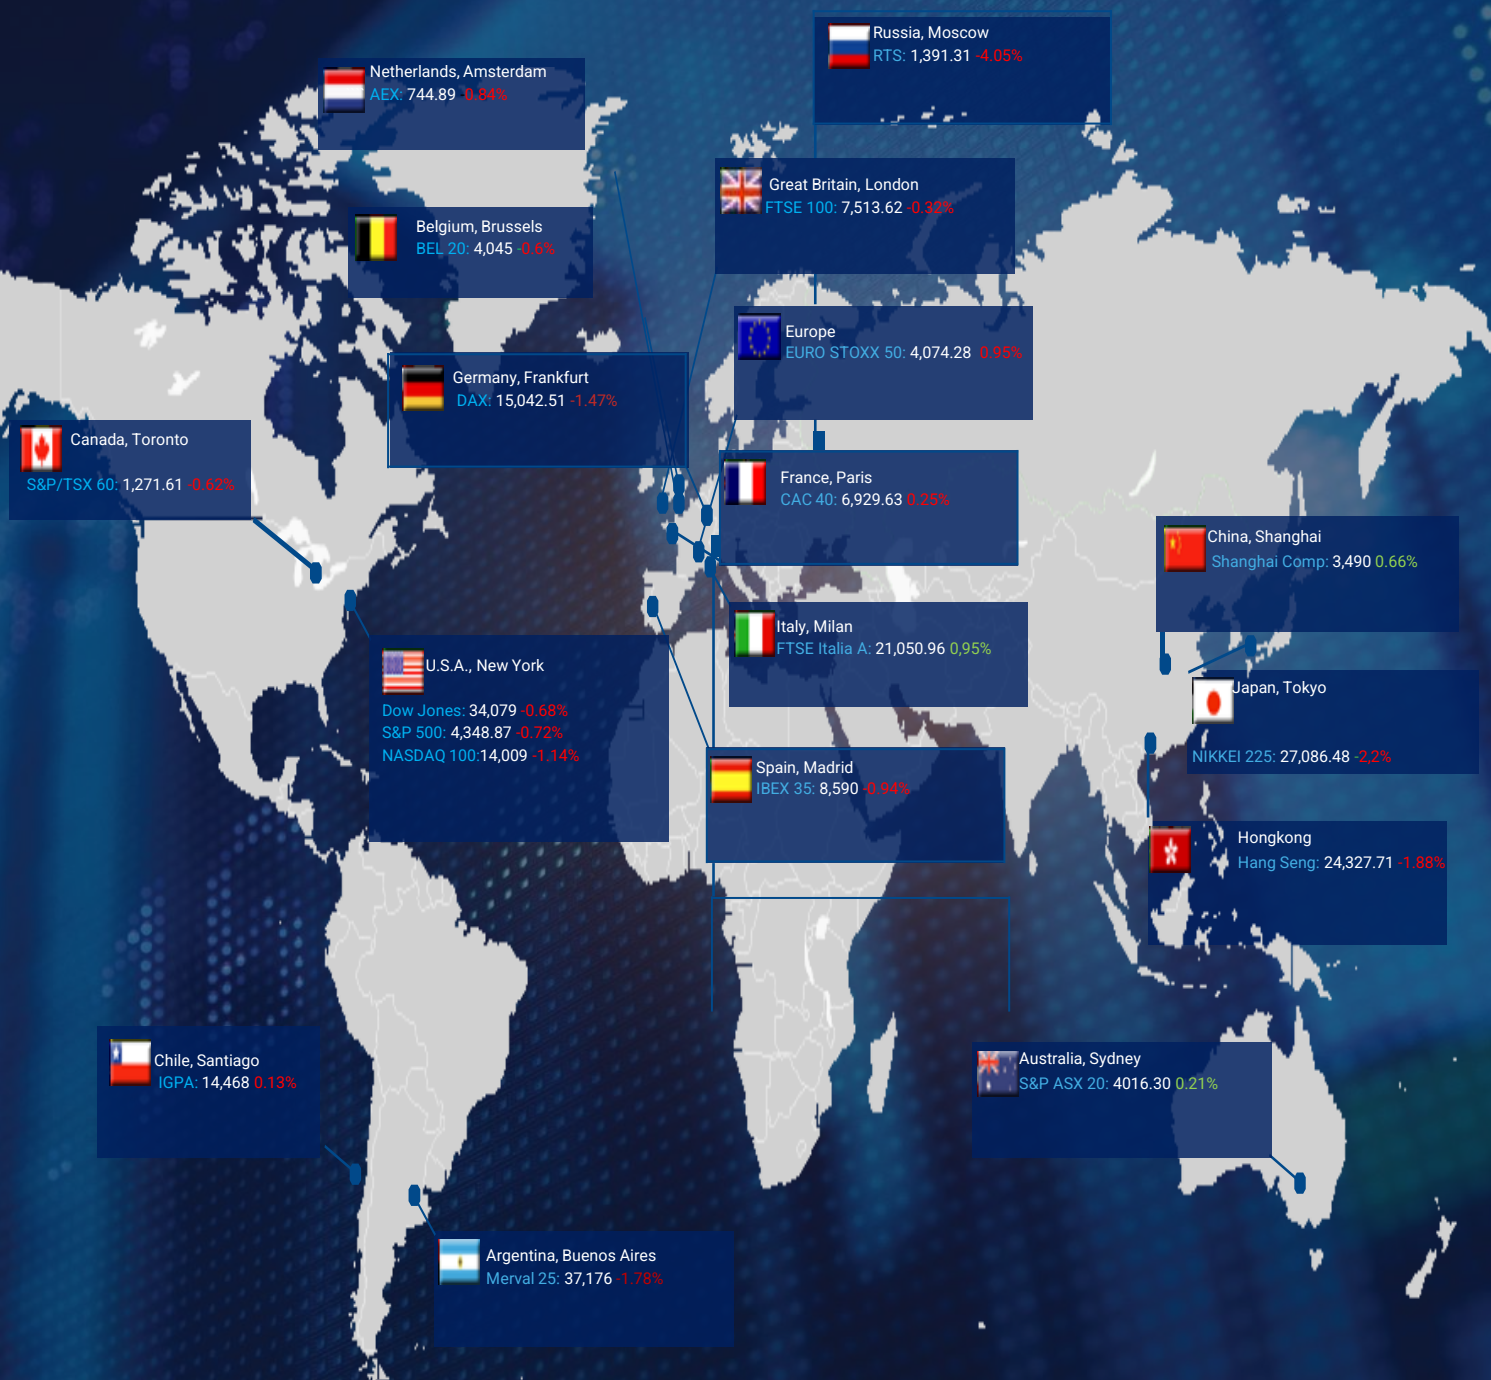 Russia, Moscow
RTS: 1,391.31 -4.05%
Netherlands, Amsterdam
AEX: 744.89 -0.84%
Great Britain, London
FTSE 100: 7,513.62 -0.32%
Belgium, Brussels
BEL 20: 4,045 -0.6%
Europe
EURO STOXX 50: 4,074.28 0.95%
Germany, Frankfurt
DAX: 15,042.51 -1.47%
Canada, Toronto
S&P/TSX 60: 1,271.61 -0.62%
France, Paris
CAC 40: 6,929.63 0.25%
China, Shanghai
Shanghai Comp: 3,490 0.66%
Italy, Milan
FTSE Italia A: 21,050.96 0,95%
U.S.A., New York
Dow Jones: 34,079 -0.68%
S&P 500: 4,348.87 -0.72%
NASDAQ 100:14,009 -1.14%
Japan, Tokyo
NIKKEI 225: 27,086.48 -2,2%
Spain, Madrid
IBEX 35: 8,590 -0.94%
Hongkong
Hang Seng: 24,327.71 -1.88%
Chile, Santiago
IGPA: 14,468 0.13%
Australia, Sydney
S&P ASX 20: 4016.30 0.21%
Argentina, Buenos Aires
Merval 25: 37,176 -1.78%